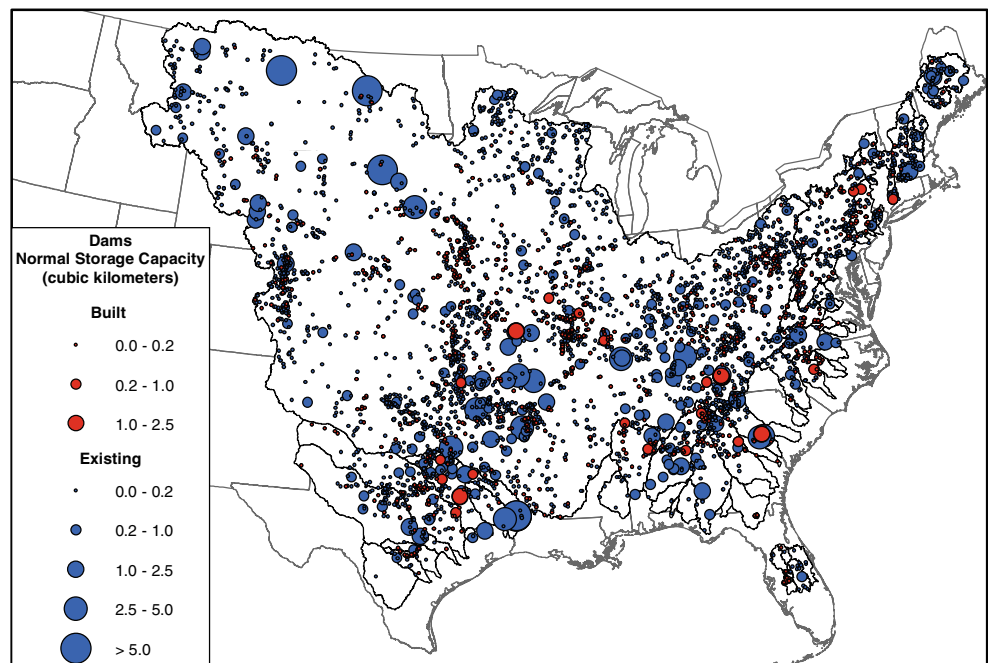 Dams
Normal Storage Capacity
(cubic kilometers)
Built
0.0 - 0.2
0.2 - 1.0
1.0 - 2.5
Existing
0.0 - 0.2
0.2 - 1.0
1.0 - 2.5
2.5 - 5.0
> 5.0